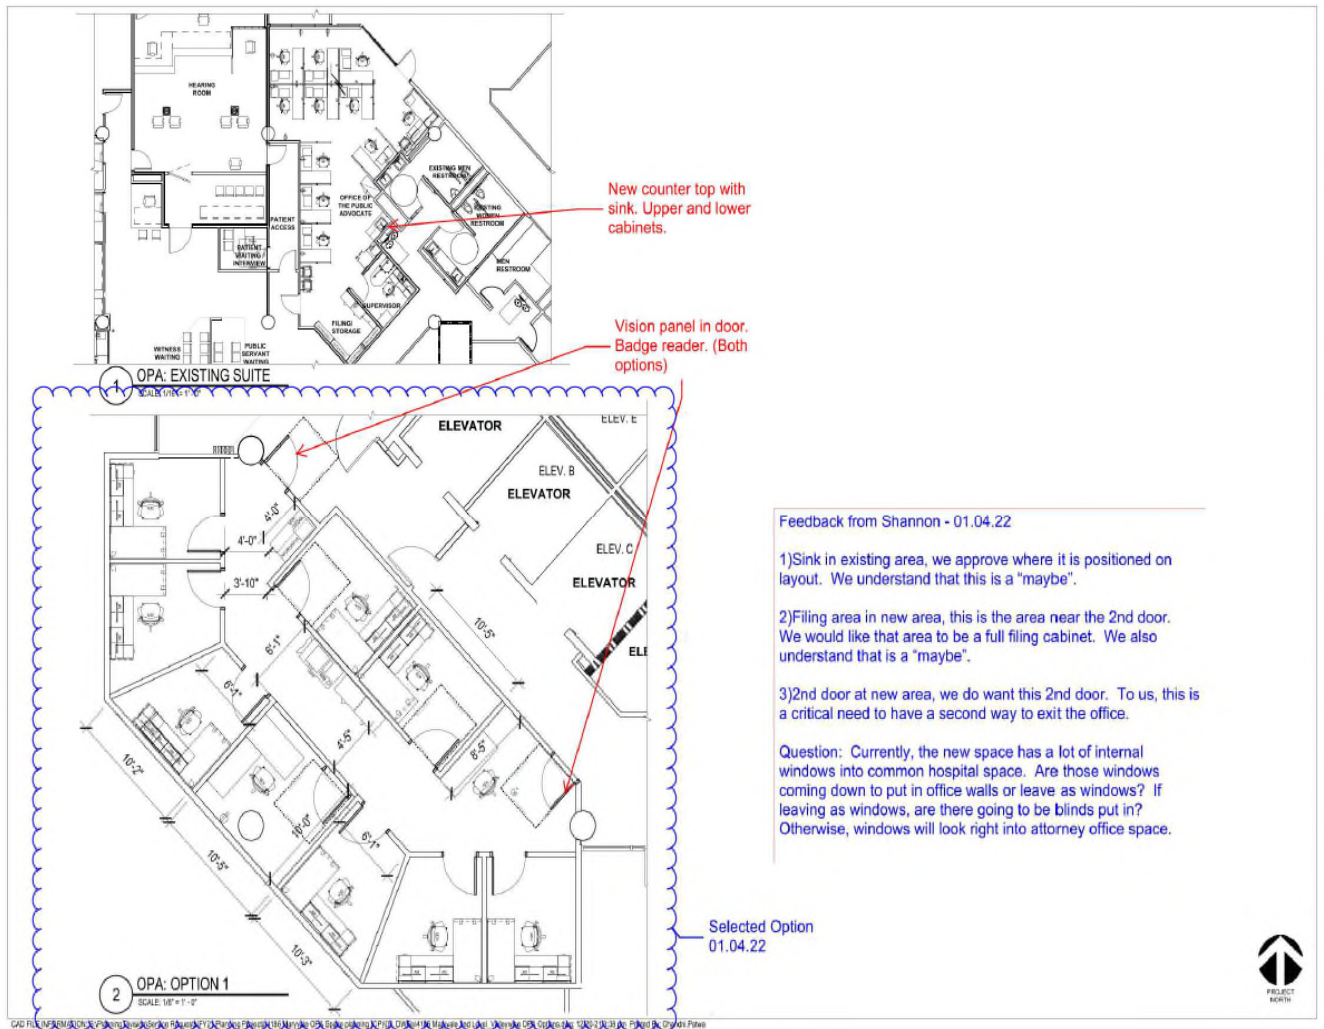 HEARING
ROOM
EXISTING MEN
RESTROOM
OFFICE OF
THE PUBLIC
ADVOCATE
EXISTING
WOMEN
RESTROOM
PATIENT
ACCESS
PATIENT
WAITING /
INTERVIEW
MEN
RESTROOM
SUPERVISOR
FILING/
STORAGE
WITNESS
WAITING
PUBLIC
SERVANT
WAITING
New counter top with
sink. Upper and lower
cabinets.
Vision panel in door.
Badge reader. (Both
options)
1
OPA: EXISTING SUITE
SCALE: 1/16" = 1' - 0"
ELEVATOR
ELEV. E
ELEV. B
ELEVATOR
ELEV. C
ELEVATOR
ELE
4'-0"
4'-0"
3'-10"
10'-5"
6'-1"
6'-1"
4'-5"
8'-5"
10'-2"
10'-0"
6'-1"
10'-5"
10'-3"
Feedback from Shannon - 01.04.22
1)Sink in existing area, we approve where it is positioned on
layout. We understand that this is a “maybe”.
2)Filing area in new area, this is the area near the 2nd door.
We would like that area to be a full filing cabinet. We also
understand that is a “maybe”.
3)2nd door at new area, we do want this 2nd door. To us, this is
a critical need to have a second way to exit the office.
Question: Currently, the new space has a lot of internal
windows into common hospital space. Are those windows
coming down to put in office walls or leave as windows? If
leaving as windows, are there going to be blinds put in?
Otherwise, windows will look right into attorney office space.
Selected Option
01.04.22
2
OPA: OPTION 1
SCALE: 1/8" = 1' - 0"
PROJECT
NORTH
CAD FILE INFORMATION: